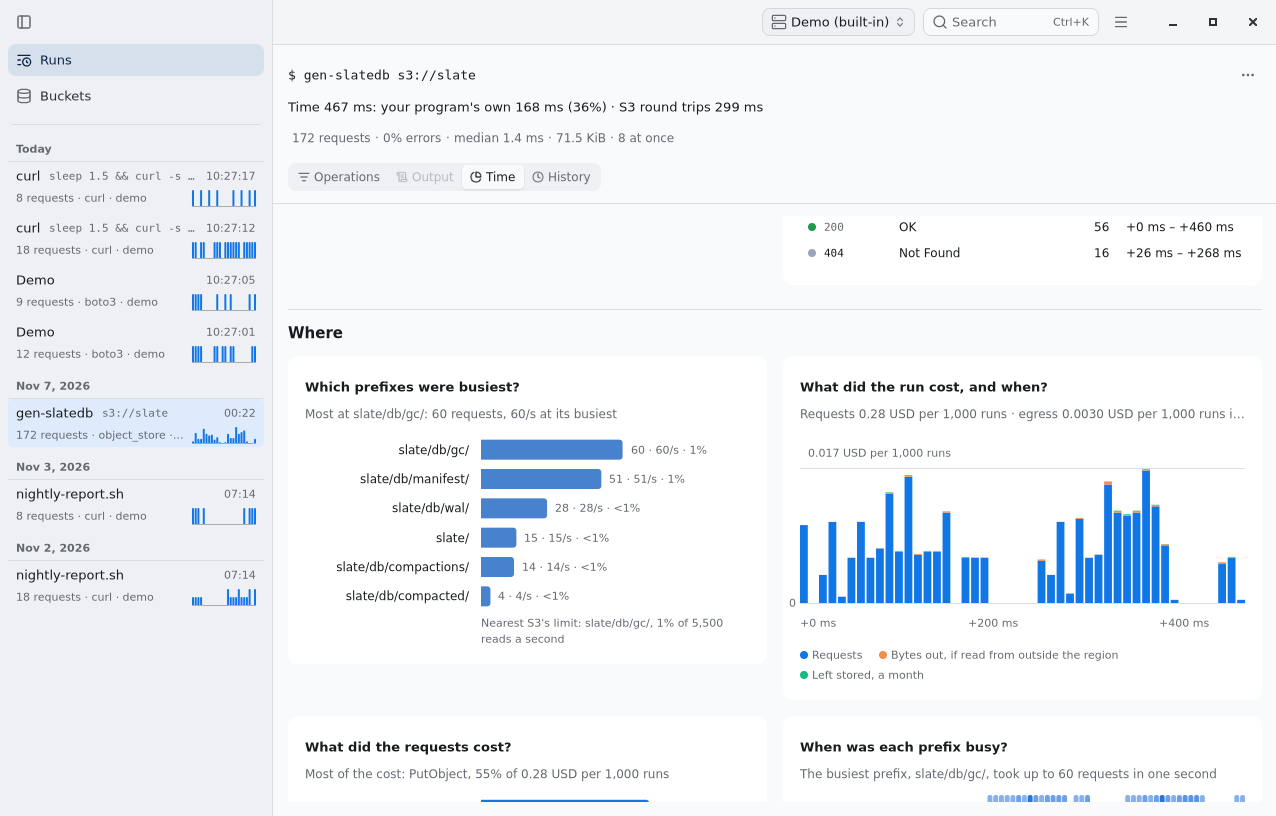 Demo (built-in)
Search Ctrl+K
Runs
Buckets
Today
curl sleep 1.5 && curl -s … 10:27:17
8 requests · curl · demo
curl sleep 1.5 && curl -s … 10:27:12
18 requests · curl · demo
Demo 10:27:05
9 requests · boto3 · demo
Demo 10:27:01
12 requests · boto3 · demo
Nov 7, 2026
gen-slatedb s3://slate 00:22
172 requests · object_store ·…
Nov 3, 2026
nightly-report.sh 07:14
8 requests · curl · demo
Nov 2, 2026
nightly-report.sh 07:14
18 requests · curl · demo
$ gen-slatedb s3://slate
Time 467 ms: your program's own 168 ms (36%) · S3 round trips 299 ms
172 requests · 0% errors · median 1.4 ms · 71.5 KiB · 8 at once
Operations Output Time History
200 OK 56 +0 ms – +460 ms
404 Not Found 16 +26 ms – +268 ms
Where
Which prefixes were busiest?
Most at slate/db/gc/: 60 requests, 60/s at its busiest
slate/db/gc/ 60 · 60/s · 1%
slate/db/manifest/ 51 · 51/s · 1%
slate/db/wal/ 28 · 28/s · <1%
slate/ 15 · 15/s · <1%
slate/db/compactions/ 14 · 14/s · <1%
slate/db/compacted/ 4 · 4/s · <1%
Nearest S3's limit: slate/db/gc/, 1% of 5,500
reads a second
What did the run cost, and when?
Requests 0.28 USD per 1,000 runs · egress 0.0030 USD per 1,000 runs i…
0.017 USD per 1,000 runs
0
+0 ms +200 ms +400 ms
Requests Bytes out, if read from outside the region
Left stored, a month
What did the requests cost?
Most of the cost: PutObject, 55% of 0.28 USD per 1,000 runs
When was each prefix busy?
The busiest prefix, slate/db/gc/, took up to 60 requests in one second